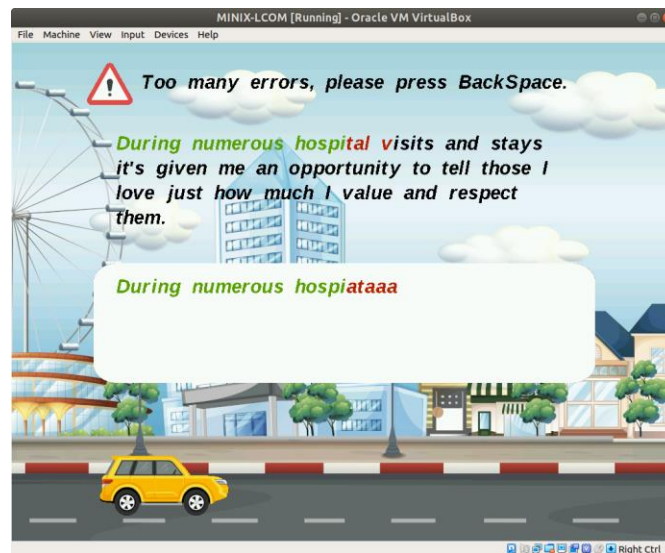 MINIX-LCOM [Running] - Oracle VM VirtualBox
File Machine View Input Devices Help
Too many errors, please press BackSpace.
During numerous hospital visits and stays
it's given me an opportunity to tell those I
love just how much I value and respect
them.
During numerous hospiataaa
Right Ctrl